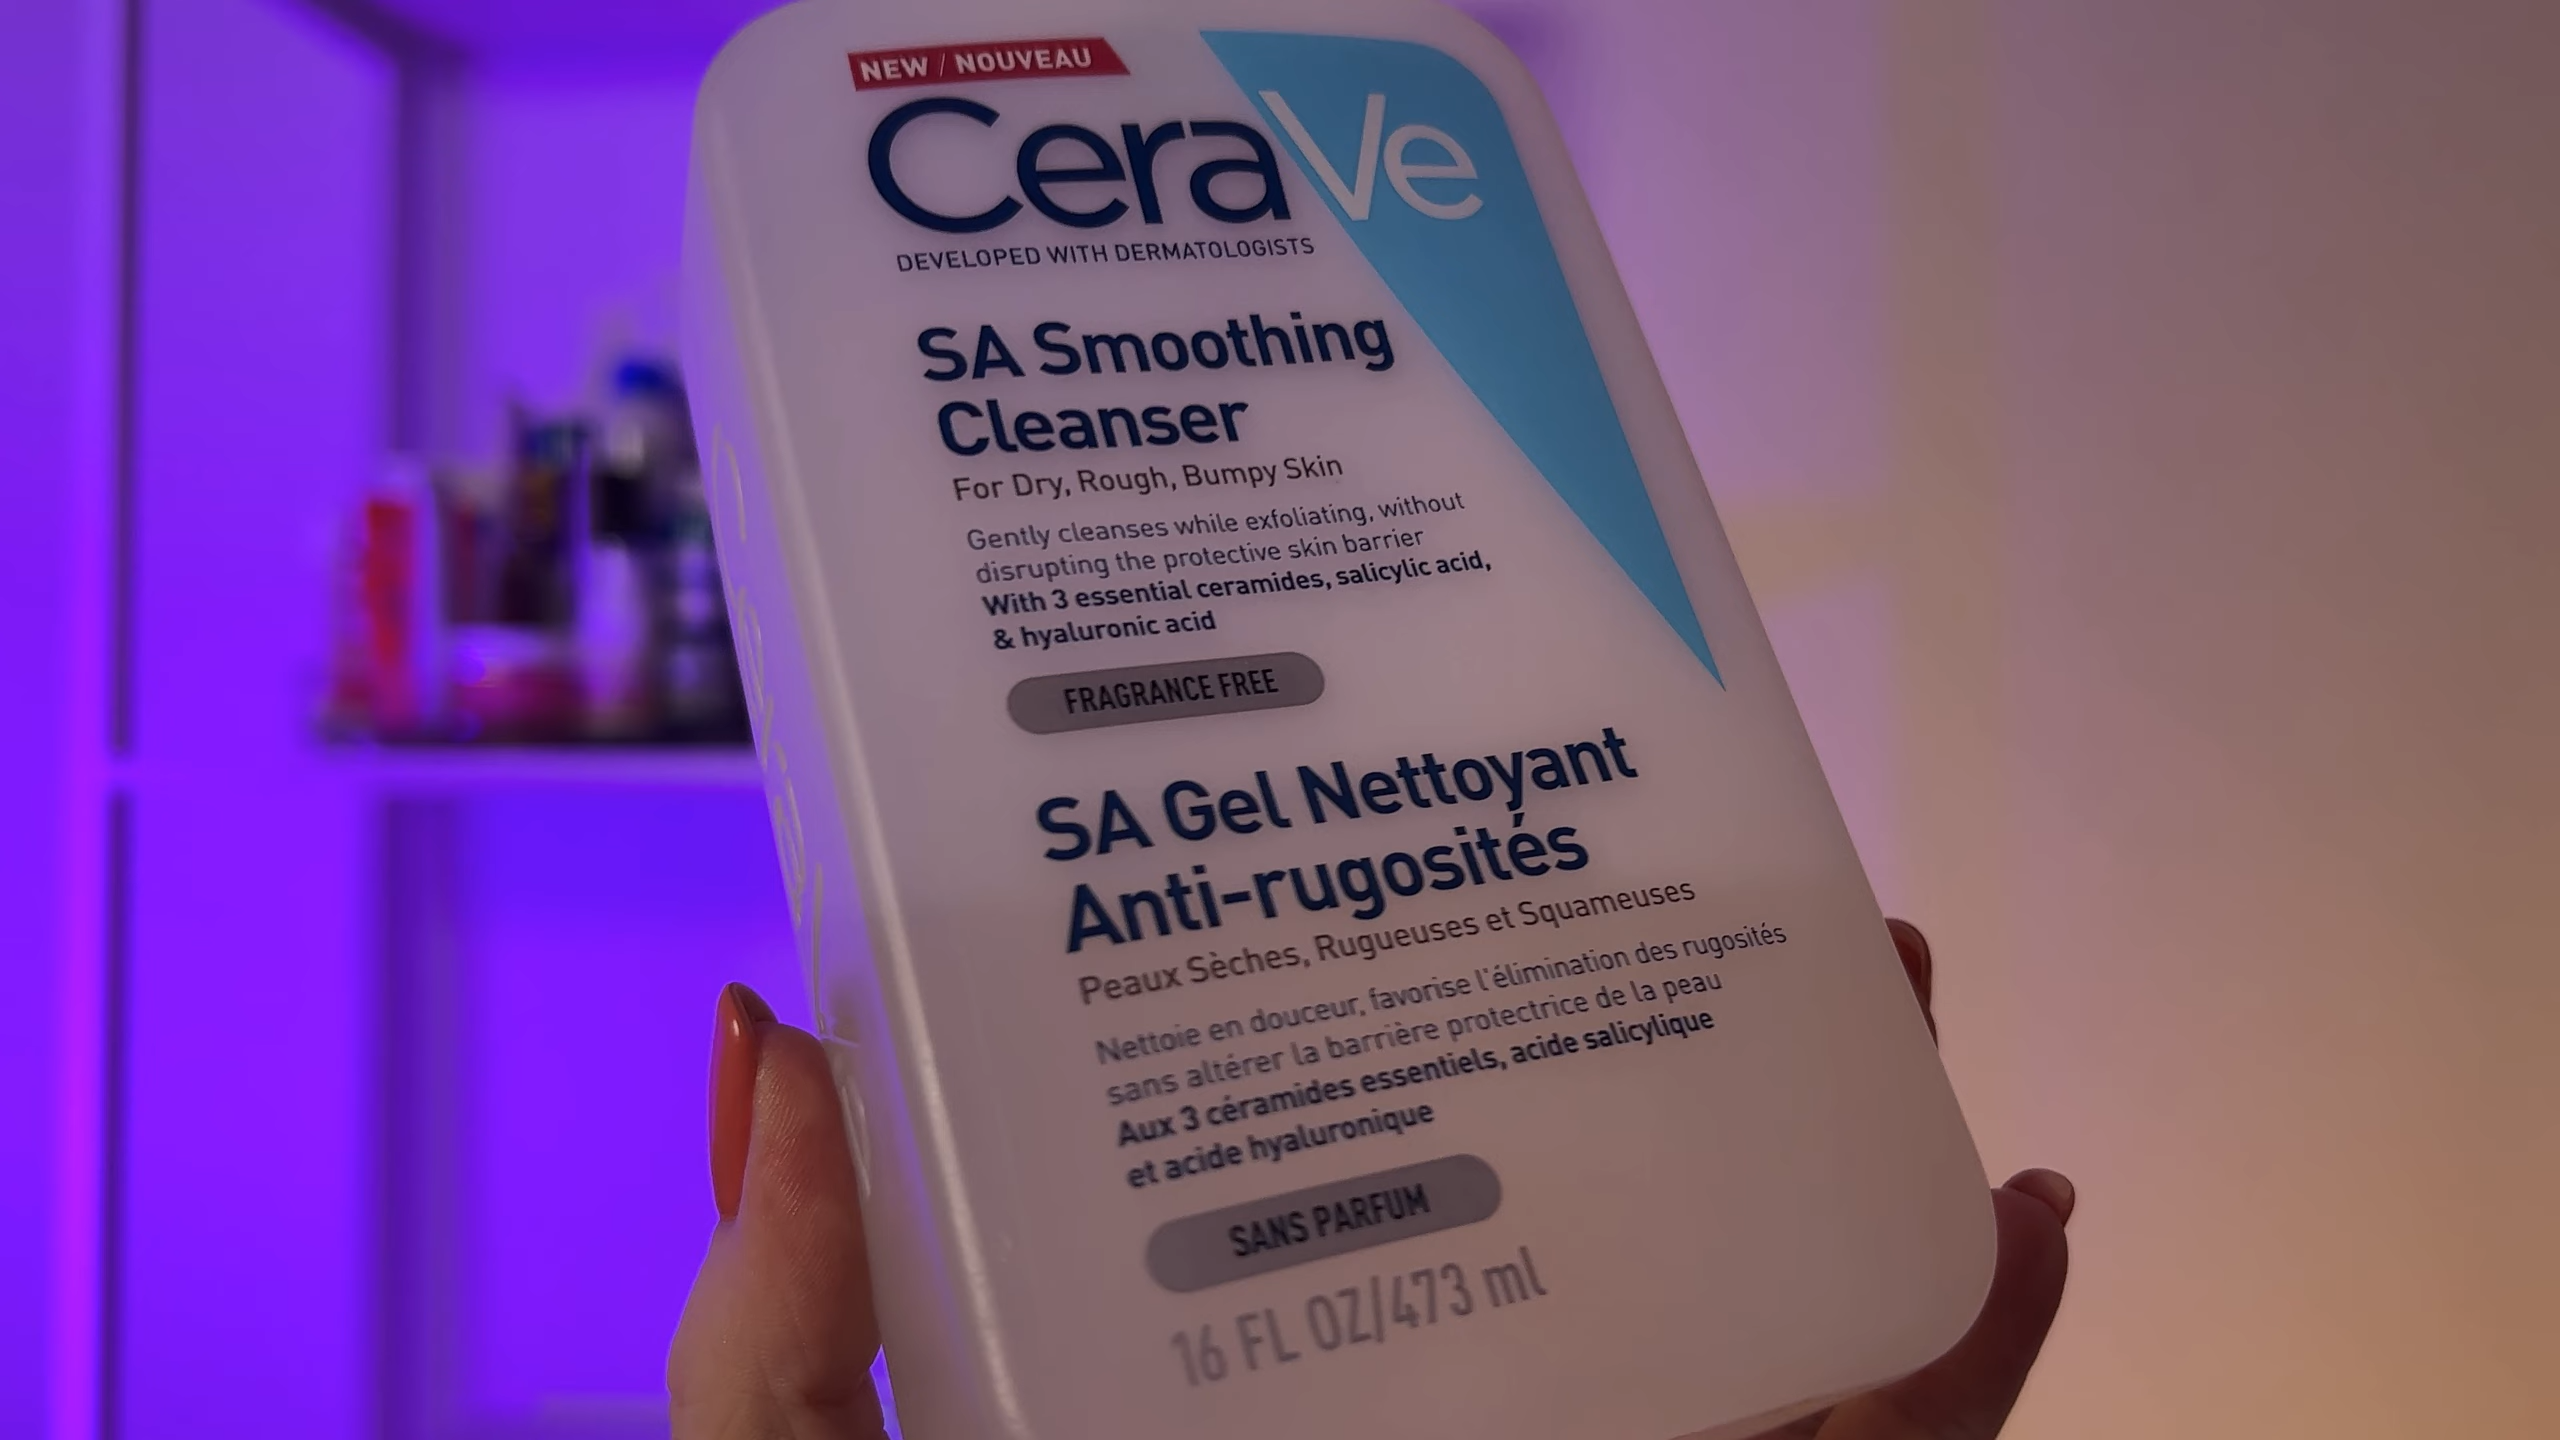 NEW / NOUVEAU
CeraVe
DEVELOPED WITH DERMATOLOGISTS
SA Smoothing
Cleanser
For Dry, Rough, Bumpy Skin
Gently cleanses while exfoliating, without
disrupting the protective skin barrier
With 3 essential ceramides, salicylic acid,
& hyaluronic acid
FRAGRANCE FREE
SA Gel Nettoyant
Anti-rugosités
Peaux Sèches, Rugueuses et Squameuses
Nettoie en douceur, favorise l'élimination des rugosités
sans altérer la barrière protectrice de la peau
Aux 3 céramides essentiels, acide salicylique
et acide hyaluronique
SANS PARFUM
16 FL OZ/473 ml